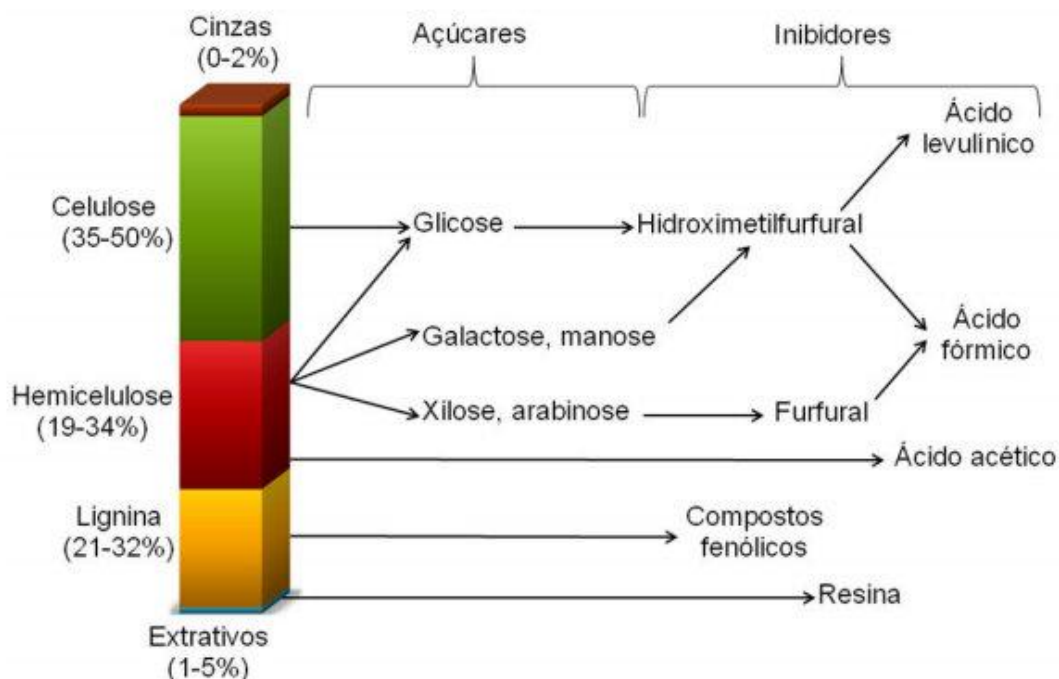 Cinzas
(0-2%)
Açúcares
Inibidores
Ácido
levulínico
Celulose
(35-50%)
Glicose
Hidroximetilfurfural
Galactose, manose
Ácido
fórmico
Hemicelulose
(19-34%)
Xilose, arabinose
Furfural
Ácido acético
Lignina
(21-32%)
Compostos
fenólicos
Resina
Extrativos
(1-5%)